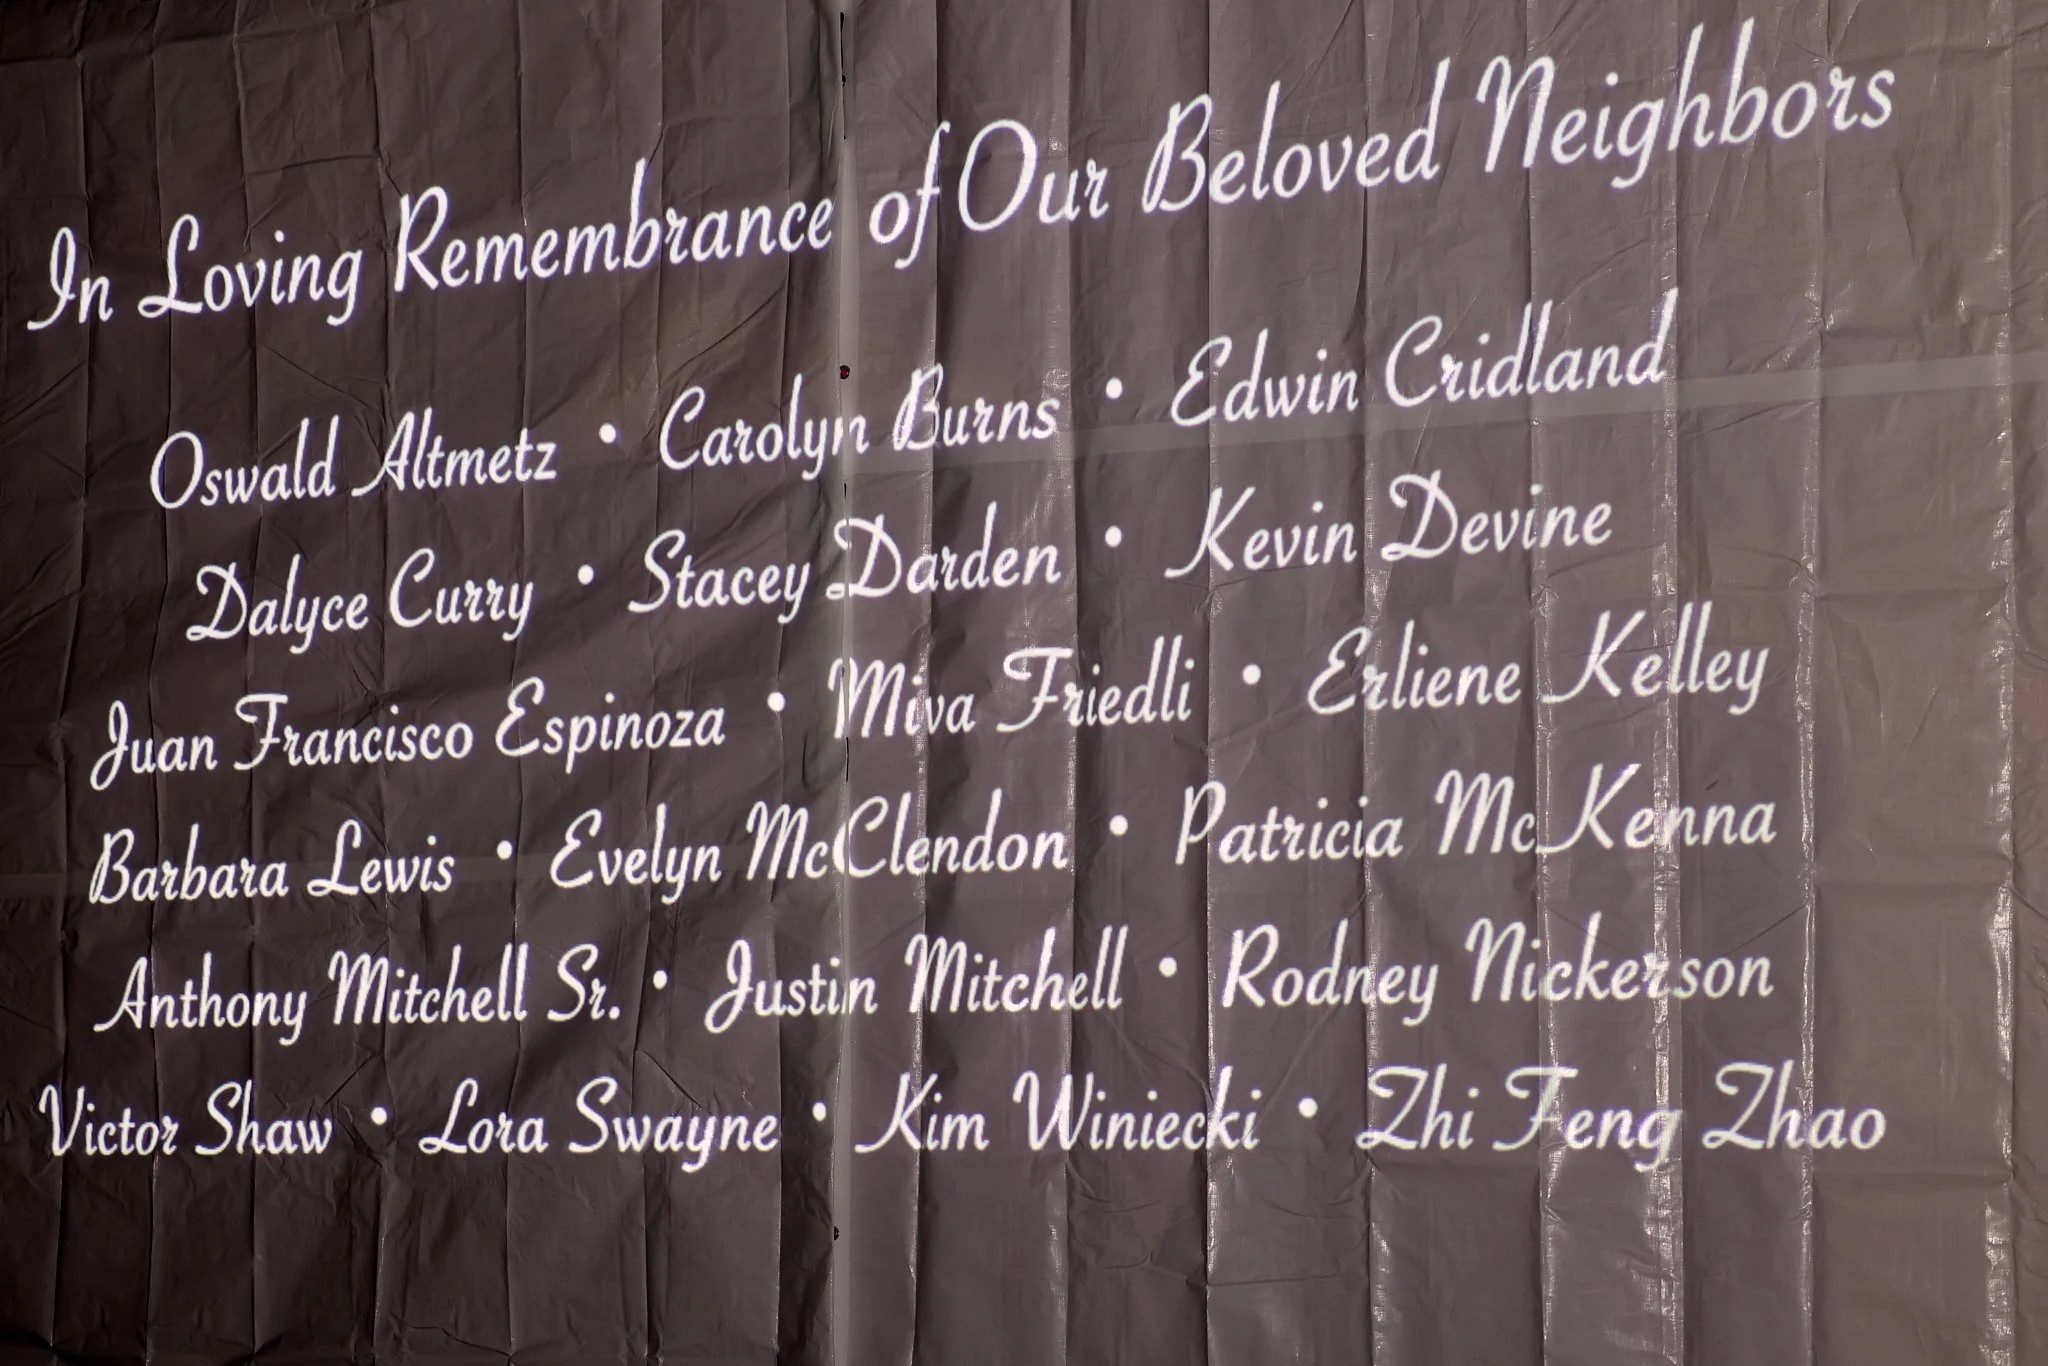 In Loving Remembrance of Our Beloved Neighbors
Oswald Altmetz • Carolyn Burns • Edwin Cridland
Dalyce Curry • Stacey Darden • Kevin Devine
Juan Francisco Espinoza • Miva Friedli • Erliene Kelley
Barbara Lewis • Evelyn McClendon • Patricia McKenna
Anthony Mitchell Sr. • Justin Mitchell • Rodney Nickerson
Victor Shaw • Lora Swayne • Kim Winiecki • Zhi Feng Zhao